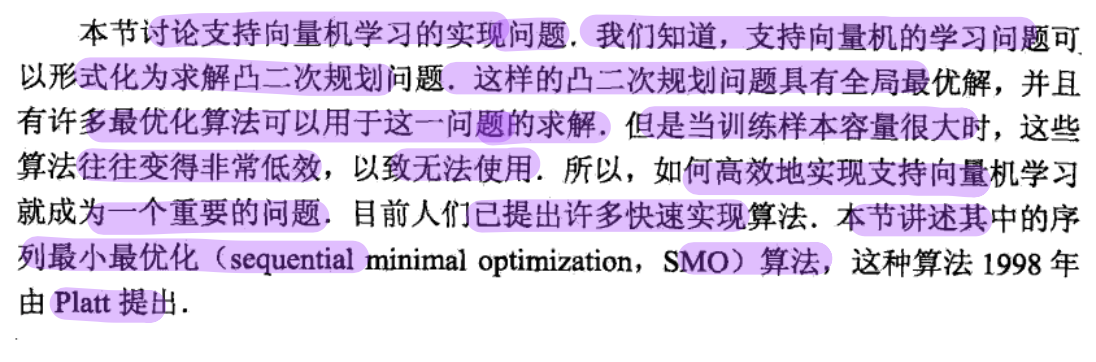 本节讨论支持向量机学习的实现问题．我们知道，支持向量机的学习问题可
以形式化为求解凸二次规划问题．这样的凸二次规划问题具有全局最优解，并且
有许多最优化算法可以用于这一问题的求解．但是当训练样本容量很大时，这些
算法往往变得非常低效，以致无法使用．所以，如何高效地实现支持向量机学习
就成为一个重要的问题．目前人们已提出许多快速实现算法．本节讲述其中的序
列最小最优化（sequential minimal optimization，SMO）算法，这种算法 1998 年
由 Platt 提出．